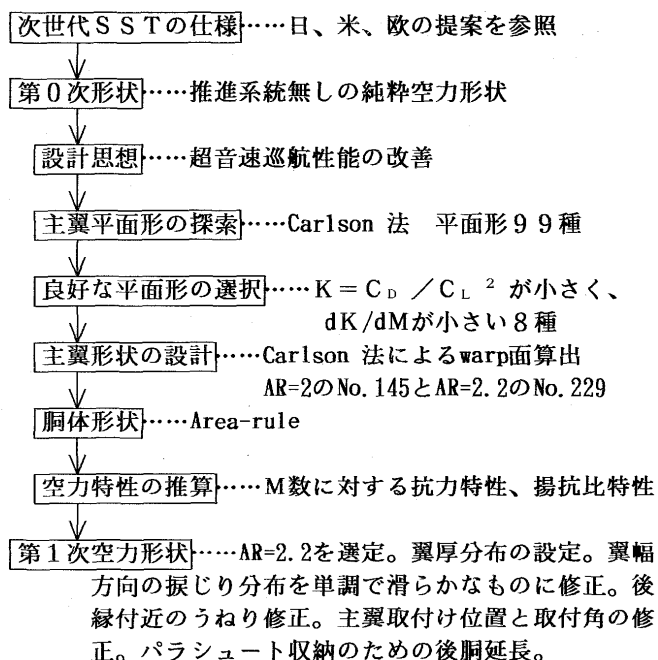 次世代ＳＳＴの仕様……日、米、欧の提案を参照
第０次形状……推進系統無しの純粋空力形状
設計思想……超音速巡航性能の改善
主翼平面形の探索……Carlson 法　平面形９９種
良好な平面形の選択……Ｋ＝ＣD ／ＣL ² が小さく、
dK/dMが小さい８種
主翼形状の設計……Carlson 法によるwarp面算出
AR=2のNo.145とAR=2.2のNo.229
胴体形状……Area-rule
空力特性の推算……Ｍ数に対する抗力特性、揚抗比特性
第１次空力形状……AR=2.2を選定。翼厚分布の設定。翼幅
方向の捩じり分布を単調で滑らかなものに修正。後
縁付近のうねり修正。主翼取付け位置と取付角の修
正。パラシュート収納のための後胴延長。